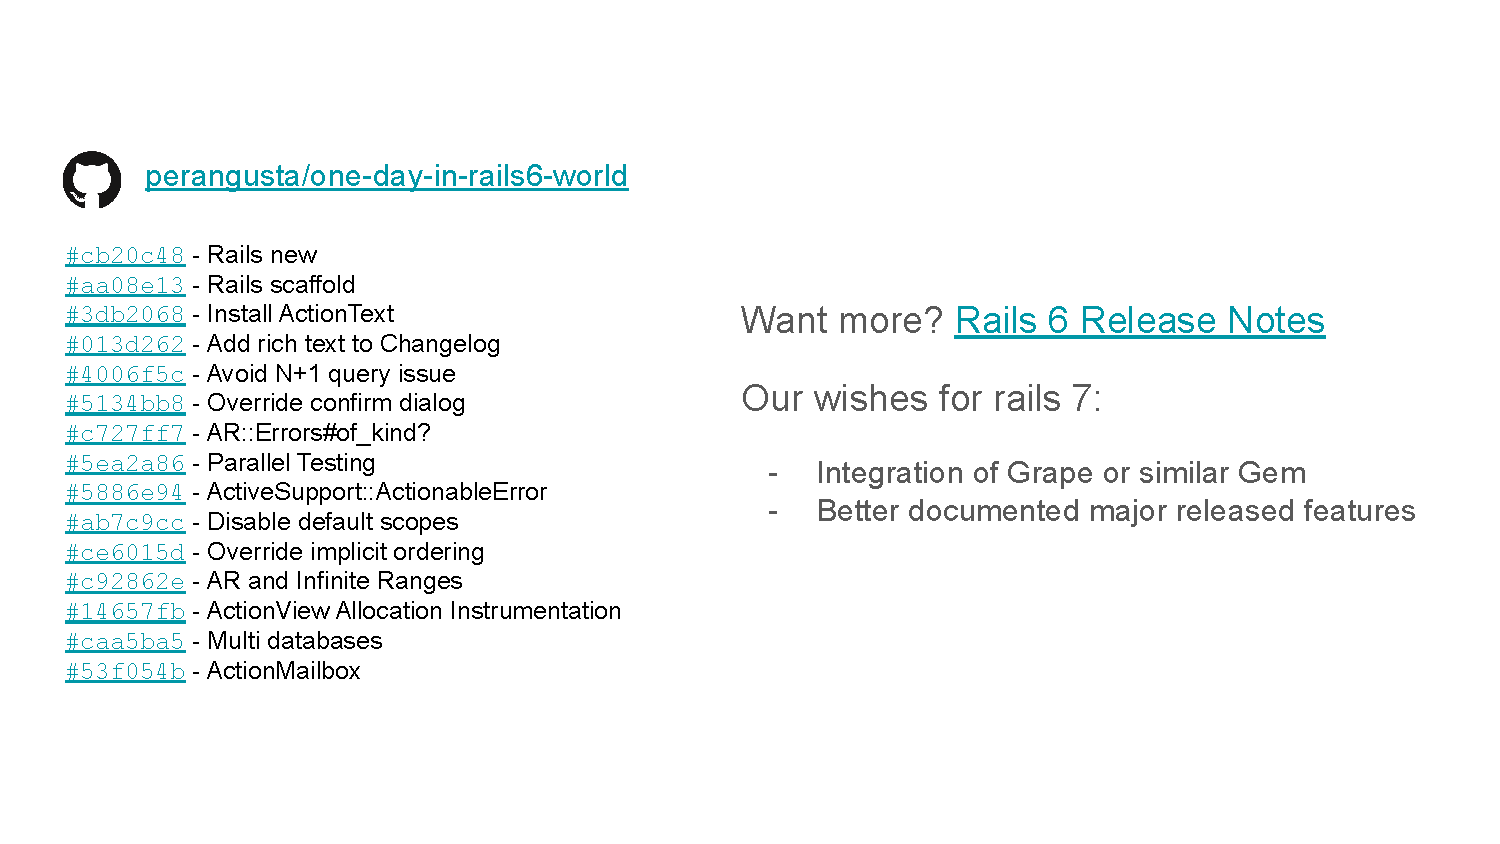 perangusta/one-day-in-rails6-world
#cb20c48 - Rails new
#aa08e13 - Rails scaffold
#3db2068 - Install ActionText
#013d262 - Add rich text to Changelog
#4006f5c - Avoid N+1 query issue
#5134bb8 - Override confirm dialog
#c727ff7 - AR::Errors#of_kind?
#5ea2a86 - Parallel Testing
#5886e94 - ActiveSupport::ActionableError
#ab7c9cc - Disable default scopes
#ce6015d - Override implicit ordering
#c92862e - AR and Infinite Ranges
#14657fb - ActionView Allocation Instrumentation
#caa5ba5 - Multi databases
#53f054b - ActionMailbox
Want more? Rails 6 Release Notes
Our wishes for rails 7:
- Integration of Grape or similar Gem
- Better documented major released features